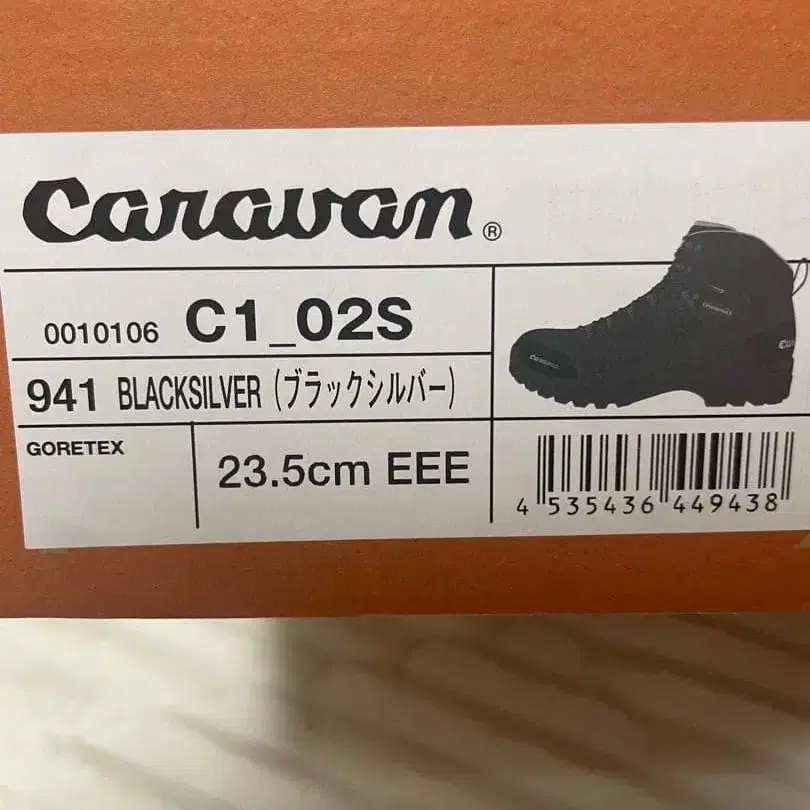 Caravan®
0010106 C1_02S
941 BLACKSILVER (ブラックシルバー)
GORETEX
23.5cm EEE
Caravan
4 535436 449438